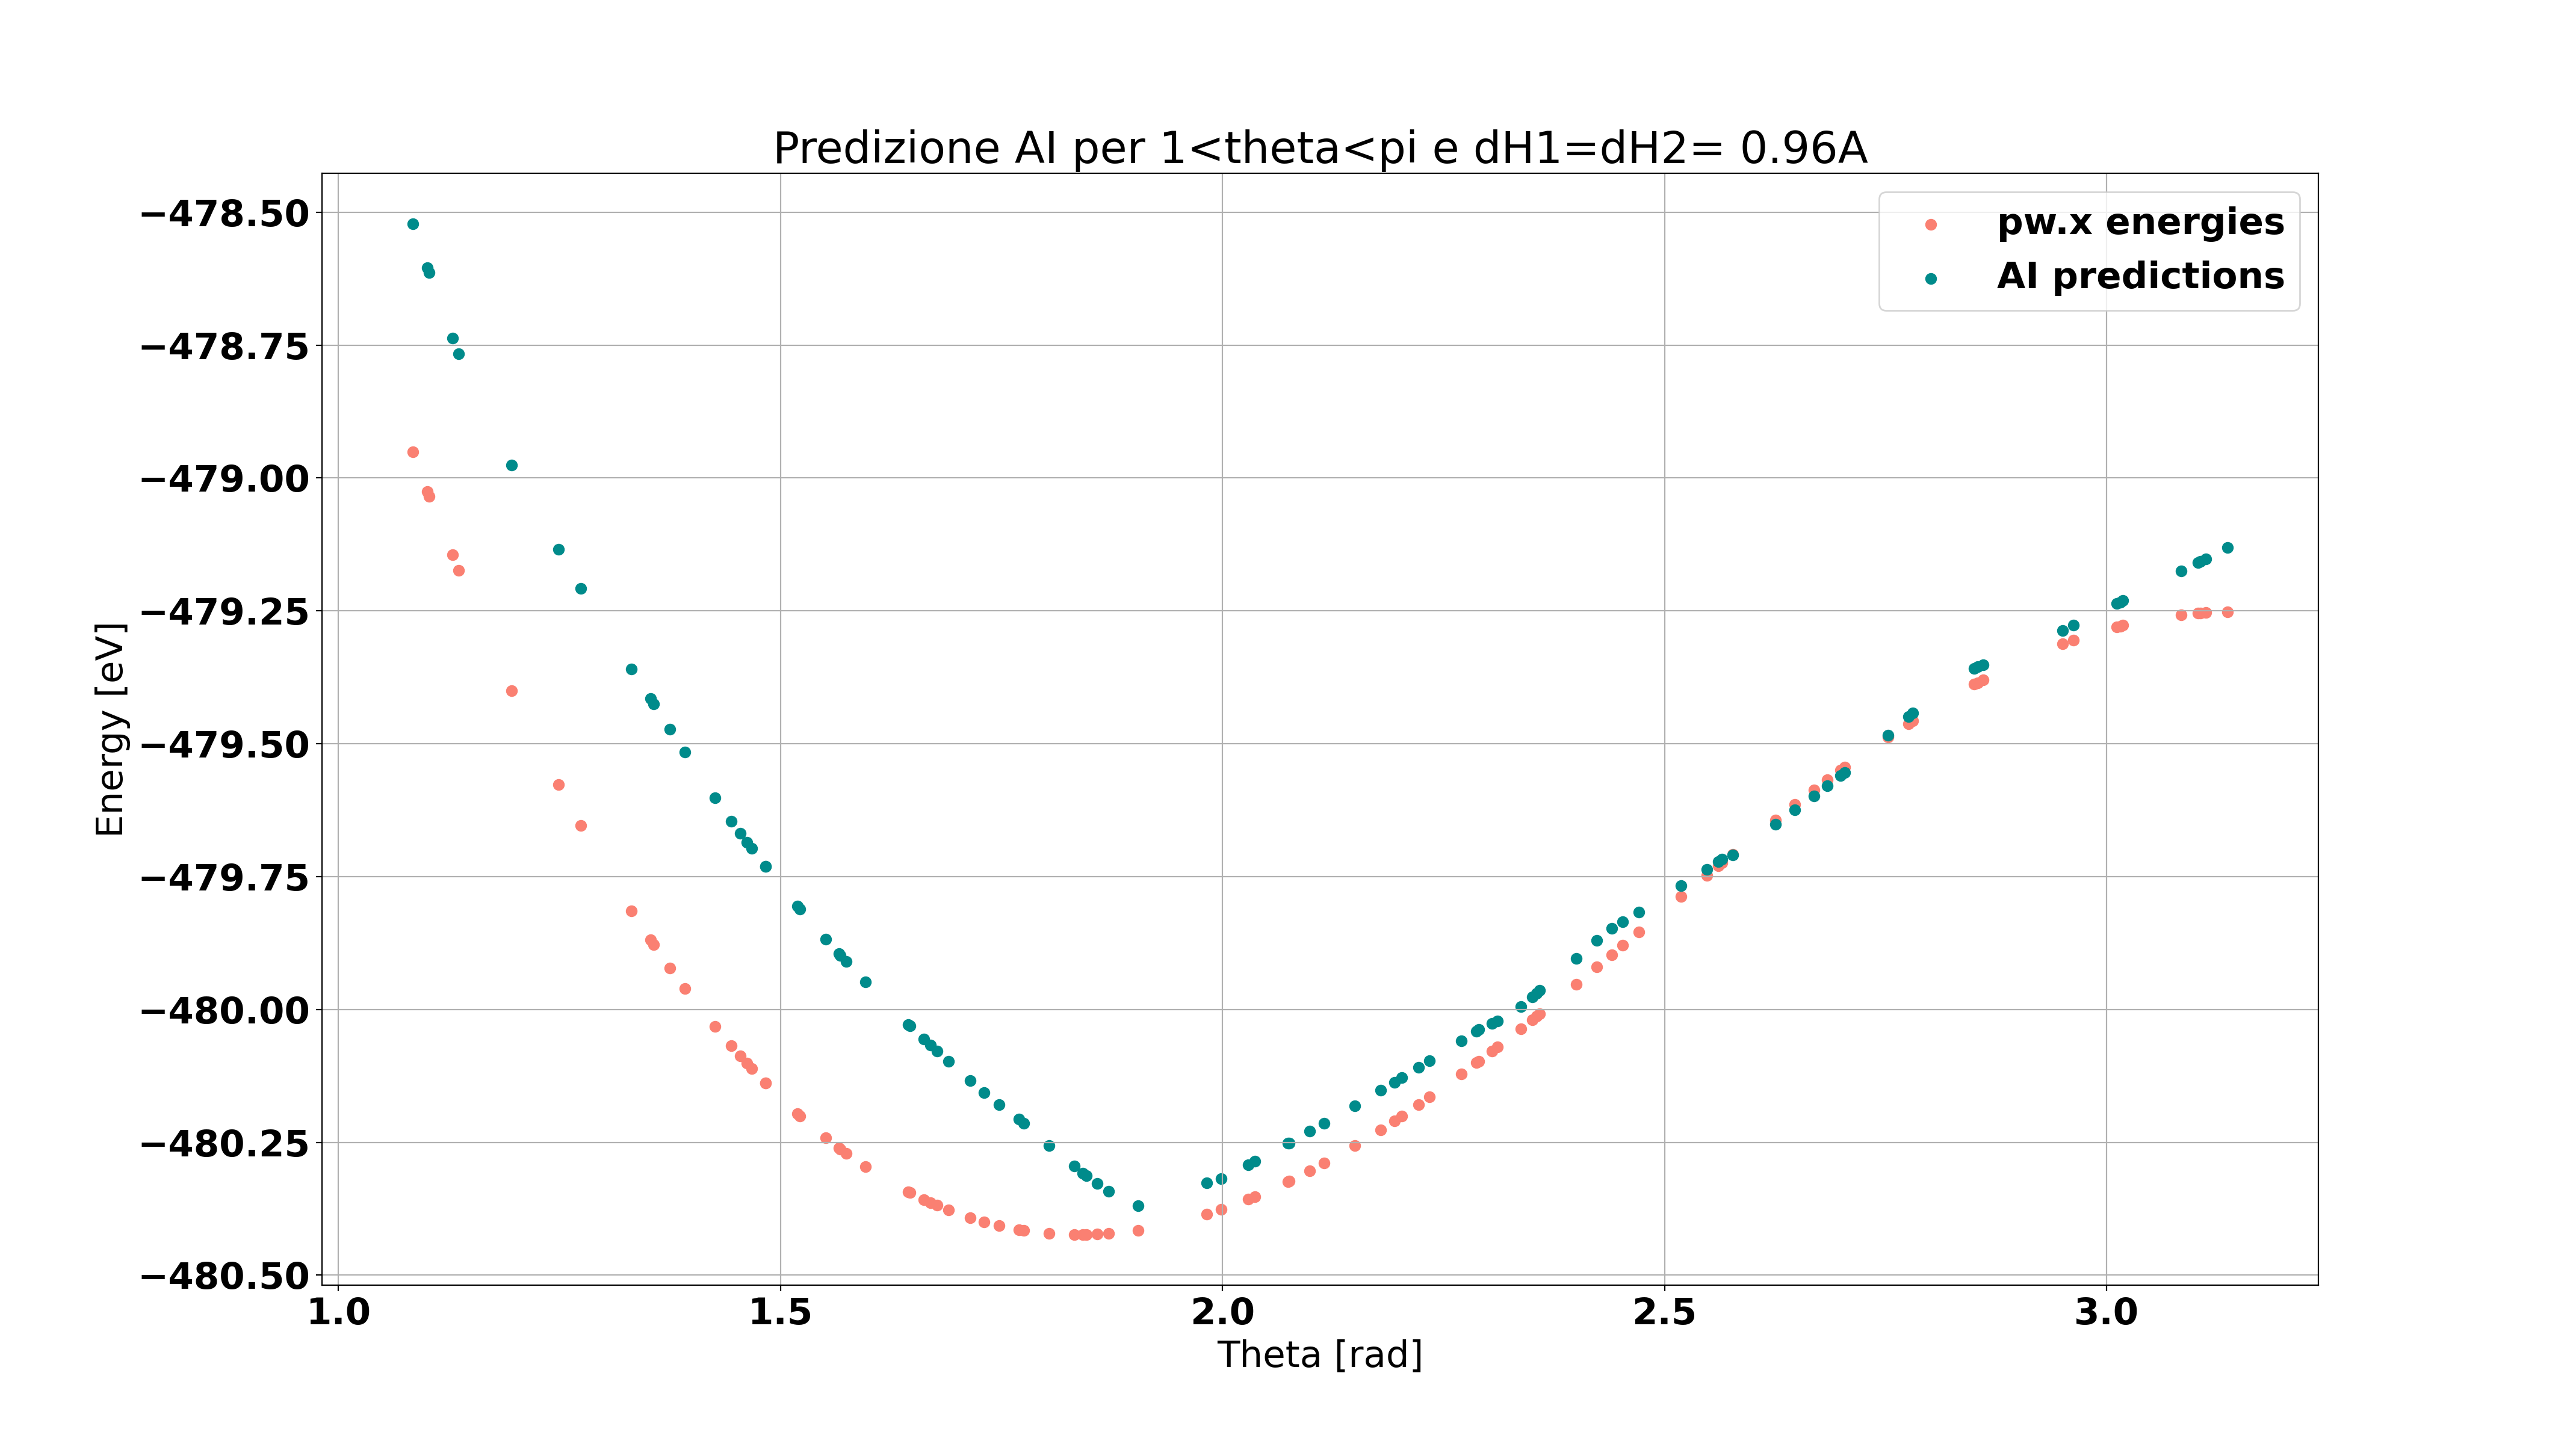 Predizione AI per 1<theta<pi e dH1=dH2= 0.96A
pw.x energies
AI predictions
Energy [eV]
−478.50
−478.75
−479.00
−479.25
−479.50
−479.75
−480.00
−480.25
−480.50
1.0 1.5 2.0 2.5 3.0
Theta [rad]